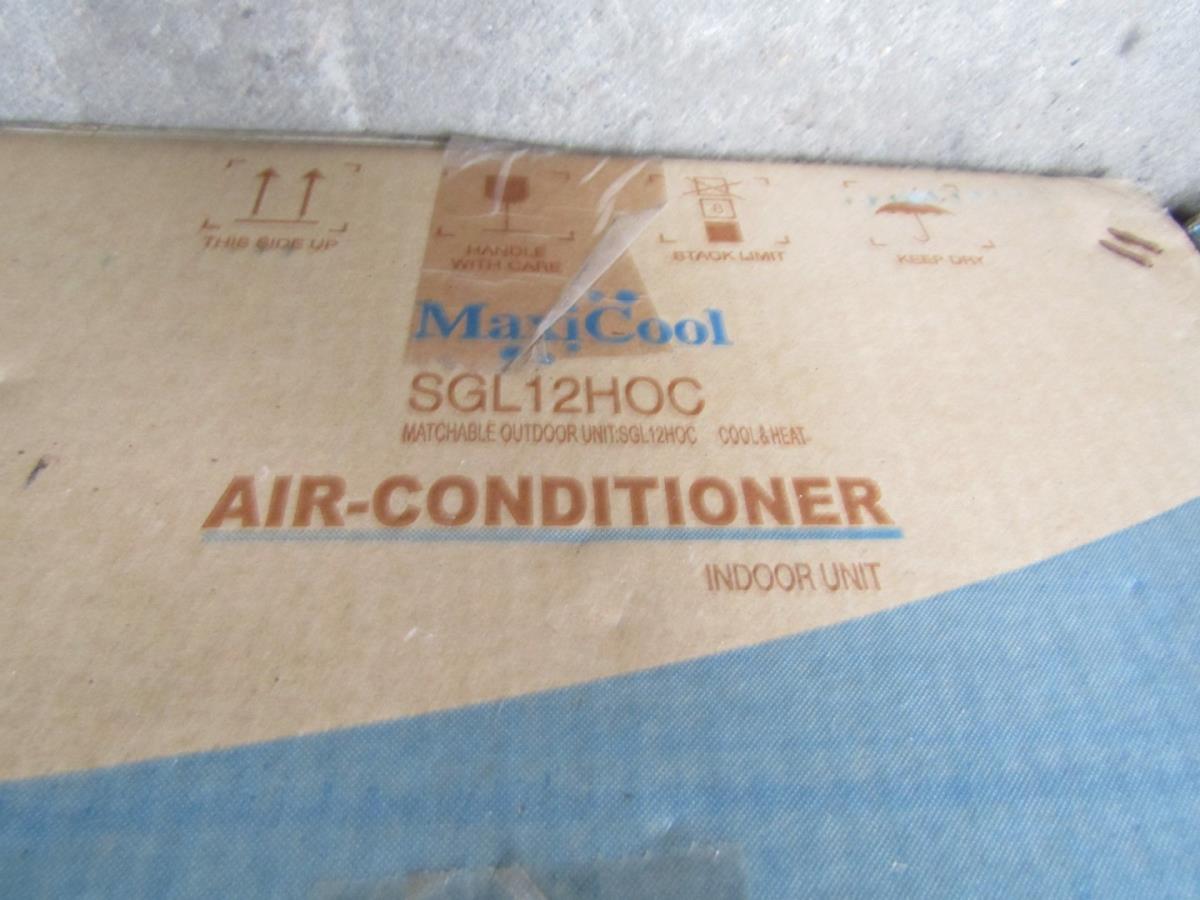 THIS SIDE UP
HANDLE
WITH CARE
8
STACK LIMIT
KEEP DRY
MaxiCool
SGL12HOC
MATCHABLE OUTDOOR UNIT:SGL12HOC COOL&HEAT
AIR-CONDITIONER
INDOOR UNIT